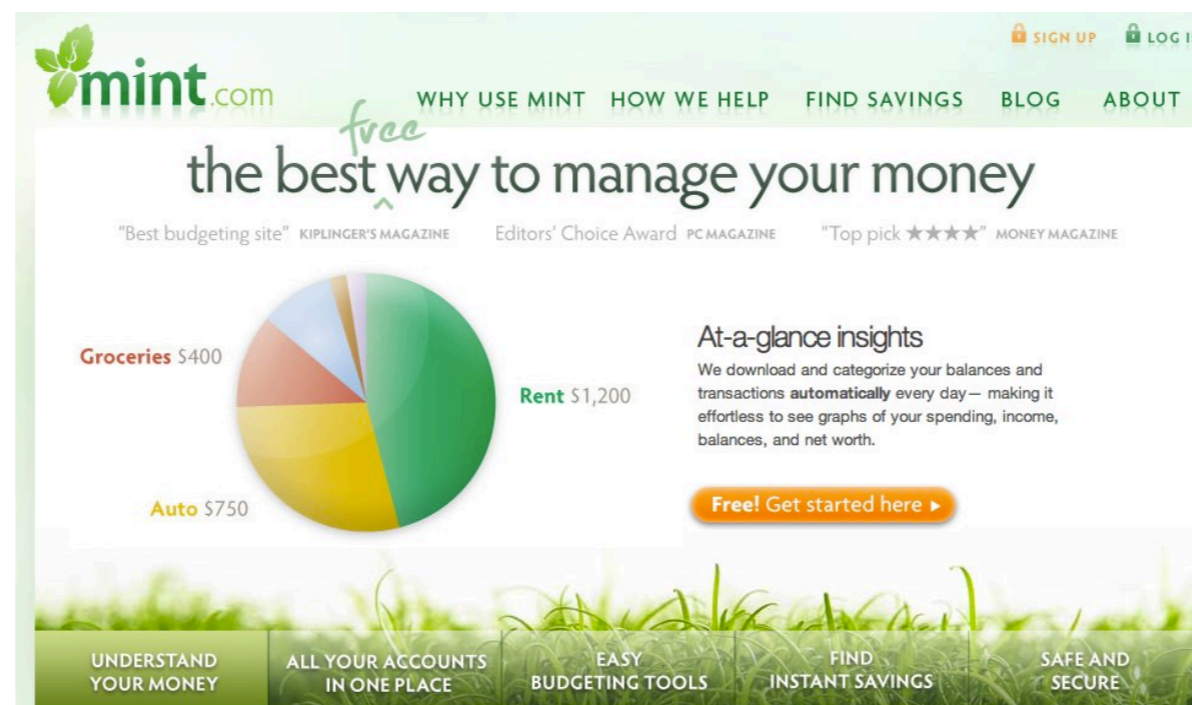 SIGN UP LOG I
mint.com
WHY USE MINT HOW WE HELP FIND SAVINGS BLOG ABOUT
free
the best way to manage your money
"Best budgeting site" KIPLINGER'S MAGAZINE Editors' Choice Award PC MAGAZINE "Top pick ★★★★" MONEY MAGAZINE
Groceries $400
Rent $1,200
Auto $750
At-a-glance insights
We download and categorize your balances and
transactions automatically every day— making it
effortless to see graphs of your spending, income,
balances, and net worth.
Free! Get started here ▸
UNDERSTAND
YOUR MONEY
ALL YOUR ACCOUNTS
IN ONE PLACE
EASY
BUDGETING TOOLS
FIND
INSTANT SAVINGS
SAFE AND
SECURE